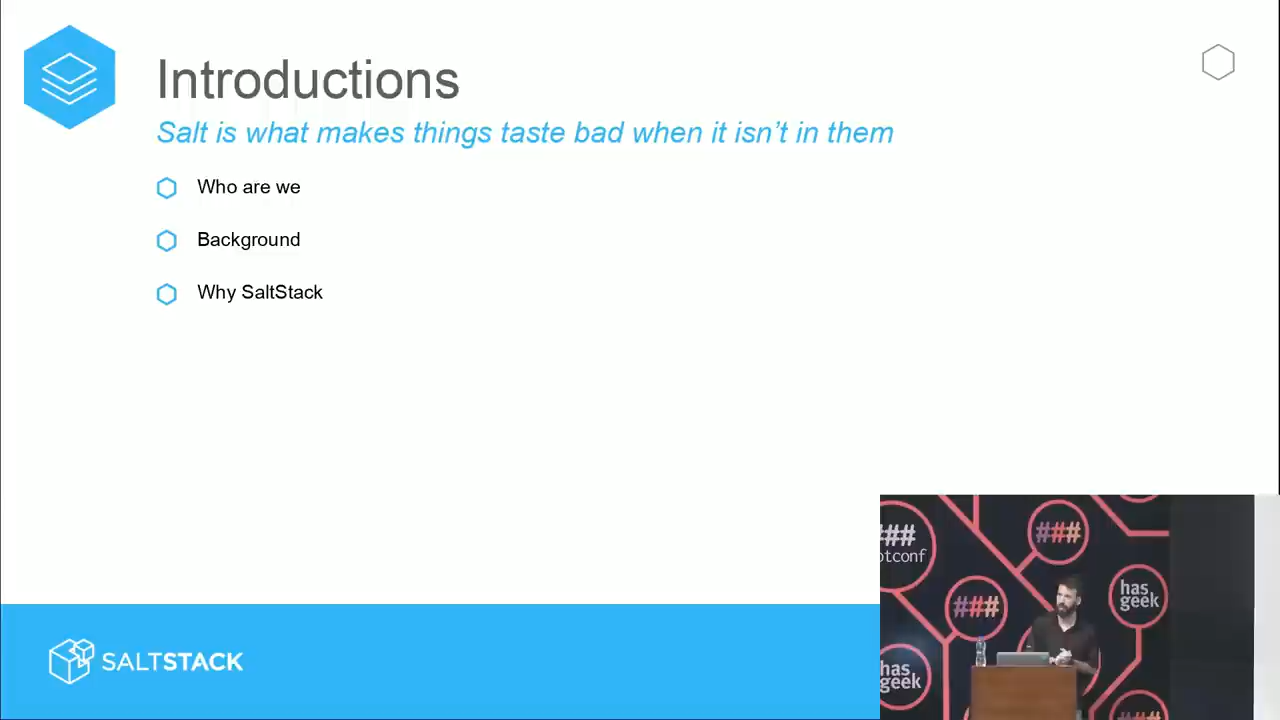 Introductions
Salt is what makes things taste bad when it isn’t in them
Who are we
Background
Why SaltStack
SALTSTACK
###
otconf
###
###
has
geek
has
geek